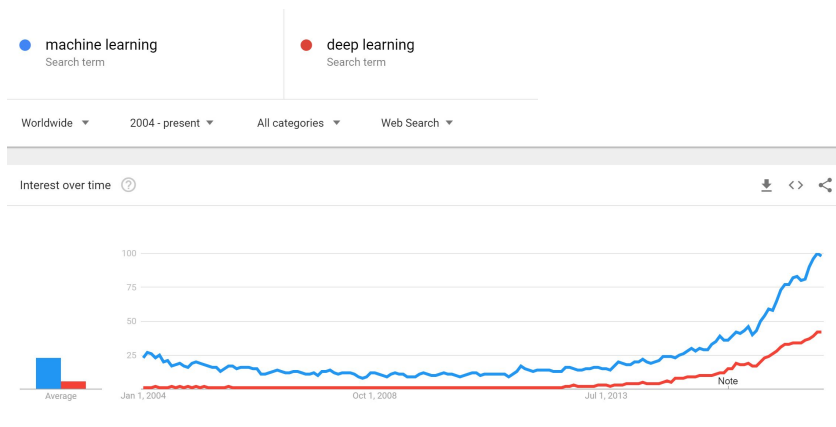 machine learning
Search term
deep learning
Search term
Worldwide
2004 - present
All categories
Web Search
Interest over time
?
100
75
50
25
Note
Average
Jan 1, 2004
Oct 1, 2008
Jul 1, 2013